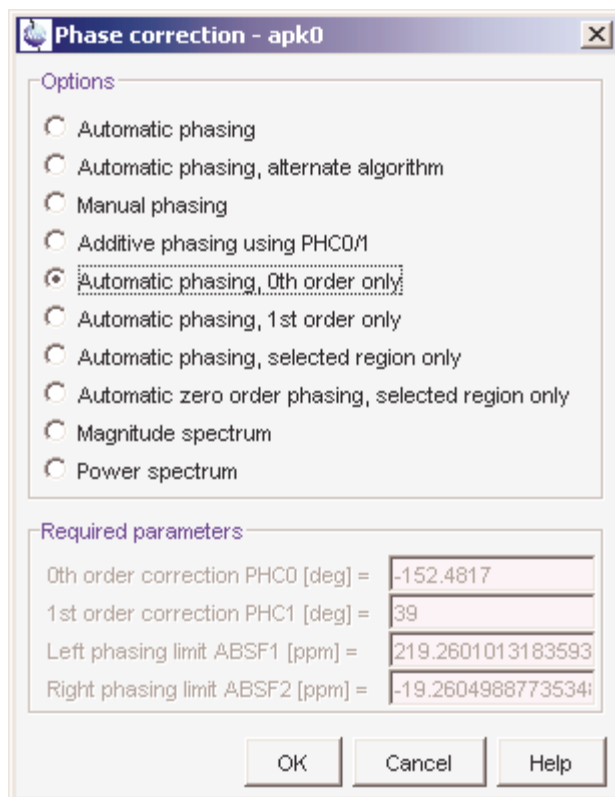 Phase correction - apk0
Options
Automatic phasing
Automatic phasing, alternate algorithm
Manual phasing
Additive phasing using PHC0/1
Automatic phasing, 0th order only
Automatic phasing, 1st order only
Automatic phasing, selected region only
Automatic zero order phasing, selected region only
Magnitude spectrum
Power spectrum
Required parameters
0th order correction PHC0 [deg] = -152.4817
1st order correction PHC1 [deg] = 39
Left phasing limit ABSF1 [ppm] = 219.2601013183593
Right phasing limit ABSF2 [ppm] = -19.2604988773534
OK Cancel Help